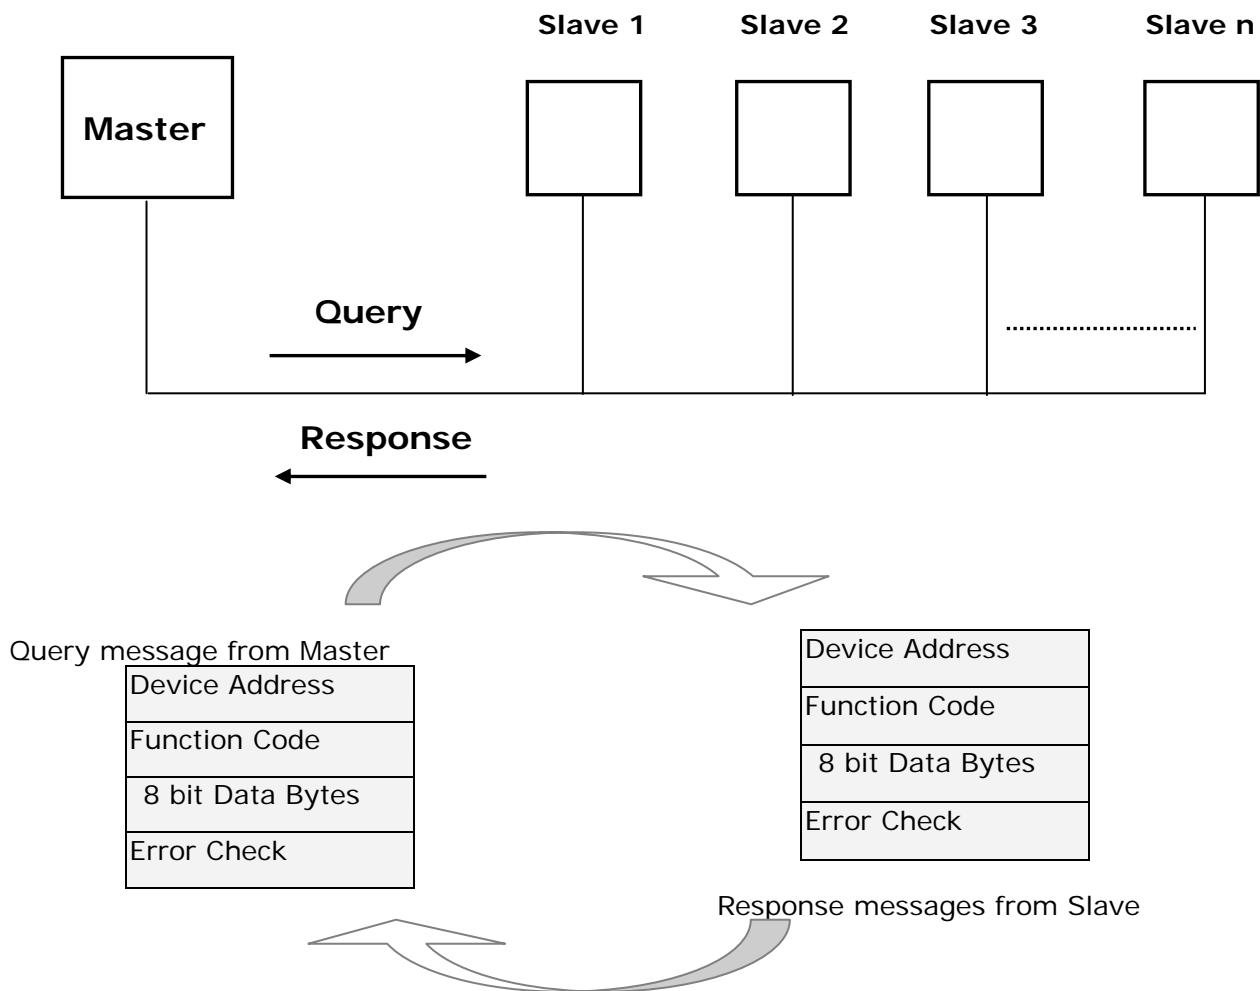 Slave 1 Slave 2 Slave 3 Slave n
Master
Query
Response
Query message from Master
Device Address
Function Code
8 bit Data Bytes
Error Check
Device Address
Function Code
8 bit Data Bytes
Error Check
Response messages from Slave